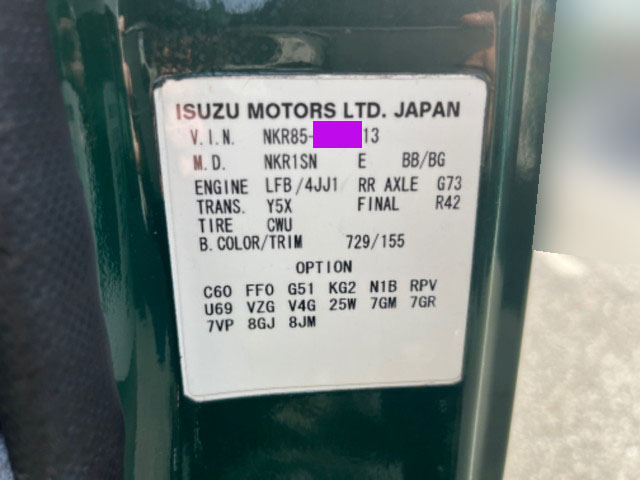 ISUZU MOTORS LTD. JAPAN
V.I.N. NKR85- 13
M.D. NKR1SN E BB/BG
ENGINE LFB/4JJ1 RR AXLE G73
TRANS. Y5X FINAL R42
TIRE CWU
B.COLOR/TRIM 729/155
OPTION
C60 FF0 G51 KG2 N1B RPV
U69 VZG V4G 25W 7GM 7GR
7VP 8GJ 8JM